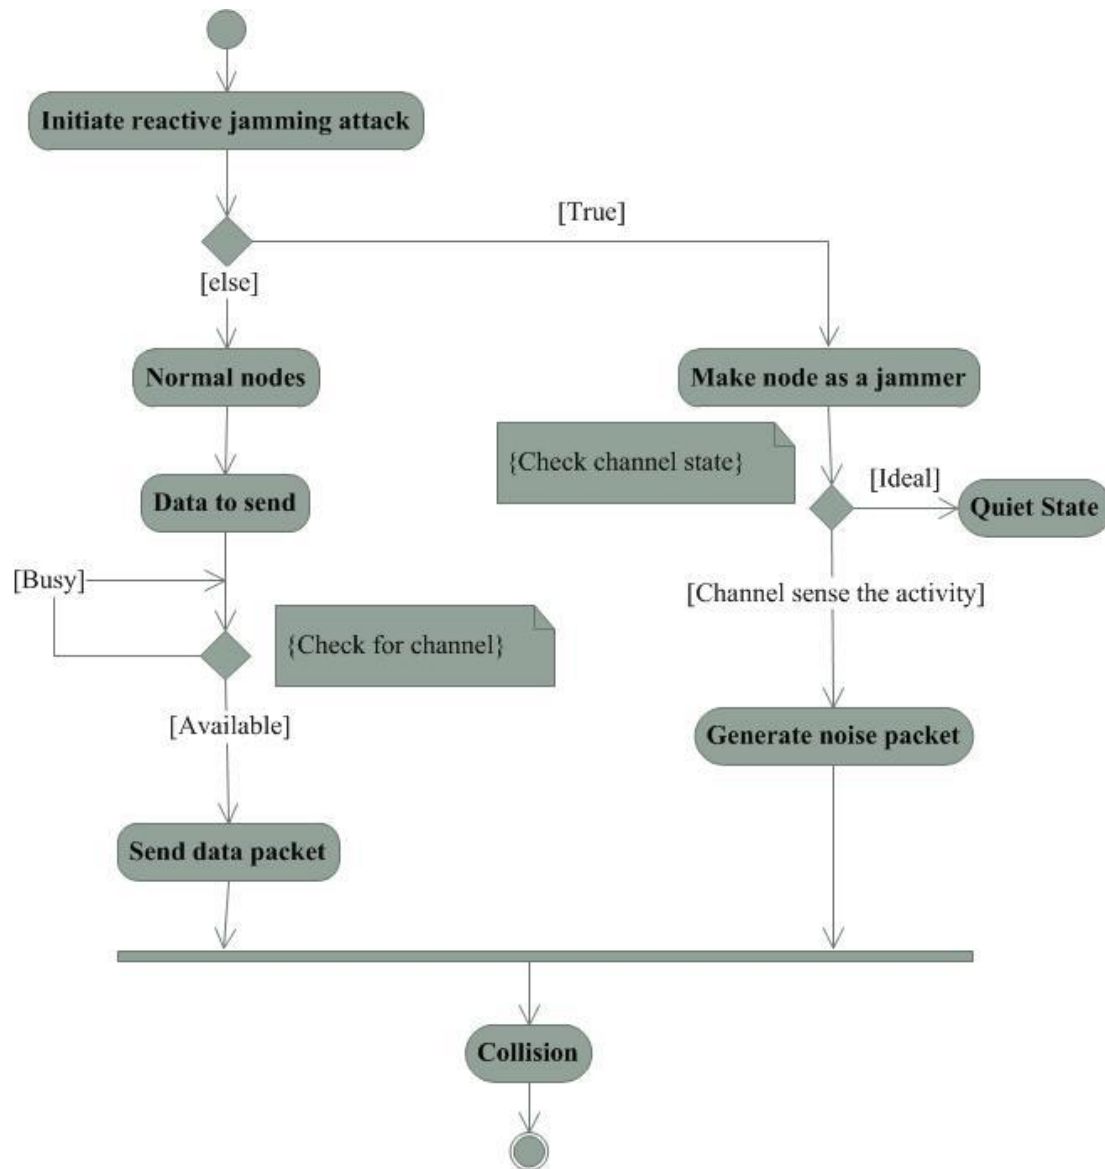 Initiate reactive jamming attack
[True]
[else]
Normal nodes
Make node as a jammer
{Check channel state}
[Ideal]
Data to send
Quiet State
[Busy]
[Channel sense the activity]
{Check for channel}
[Available]
Generate noise packet
Send data packet
Collision